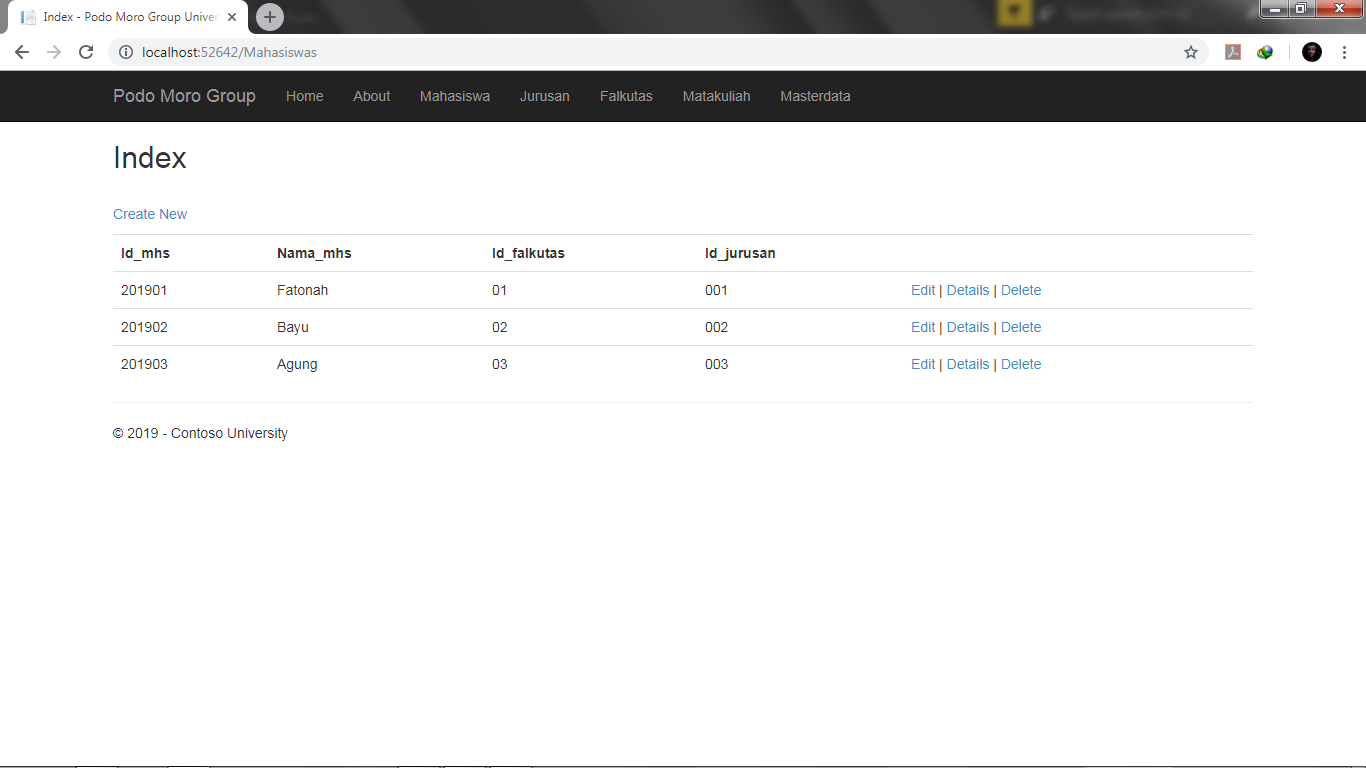 Index - Podo Moro Group Univer
localhost:52642/Mahasiswas
Podo Moro Group Home About Mahasiswa Jurusan Falkutas Matakuliah Masterdata
Index
Create New
Id_mhs Nama_mhs Id_falkutas Id_jurusan
201901 Fatonah 01 001 Edit | Details | Delete
201902 Bayu 02 002 Edit | Details | Delete
201903 Agung 03 003 Edit | Details | Delete
© 2019 - Contoso University